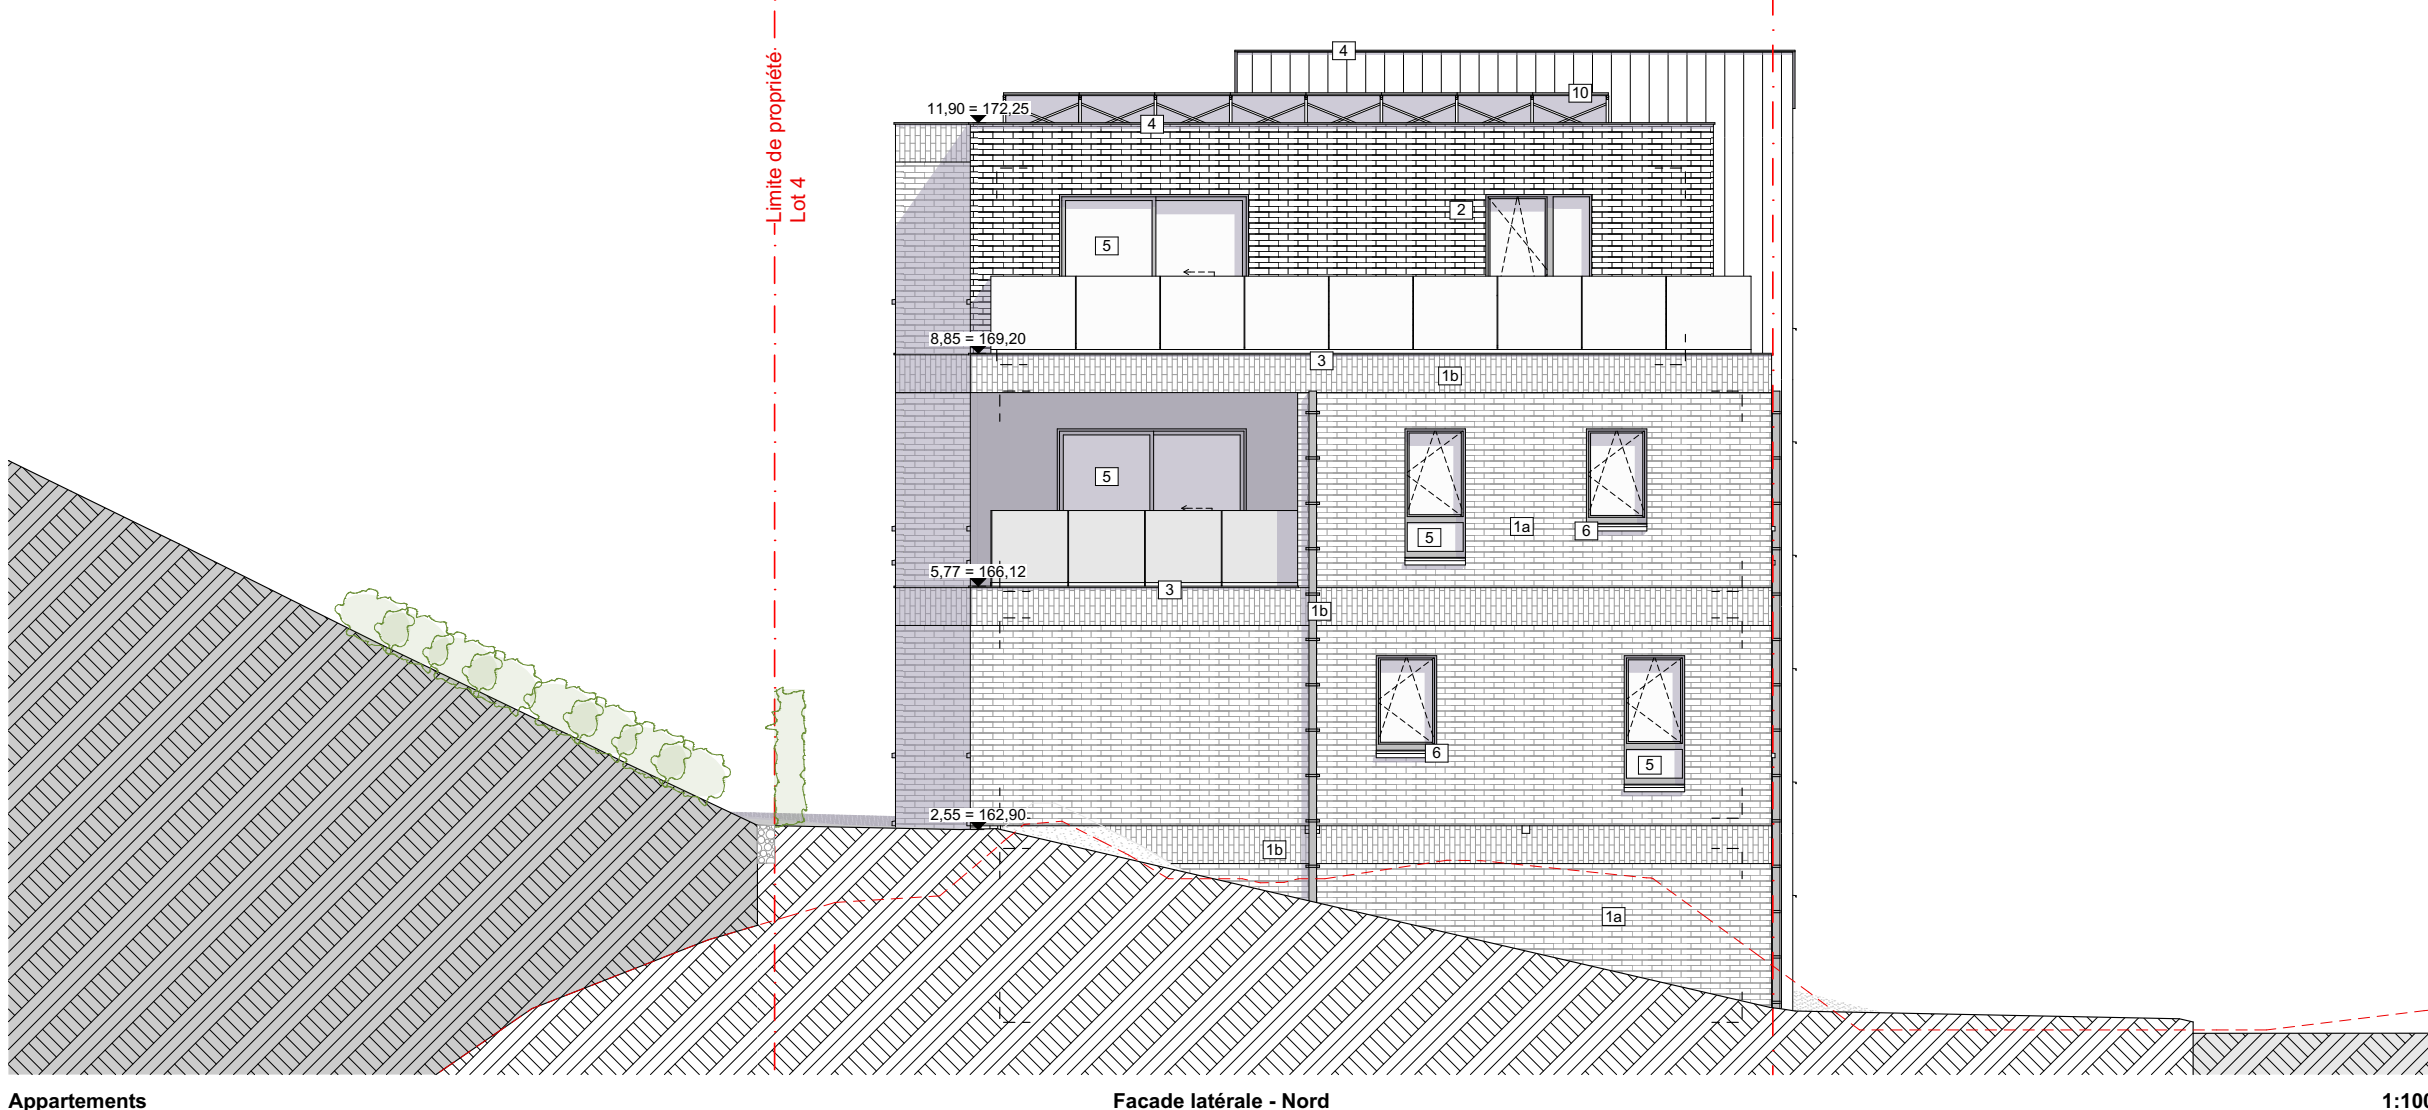 Limite de propriété
Lot 4
4
10
11,90 = 172,25
4
2
5
8,85 = 169,20
3
1b
5
1a
5
6
5,77 = 166,12
3
1b
6
5
2,55 = 162,90
1b
1a
Appartements
Facade latérale - Nord
1:100